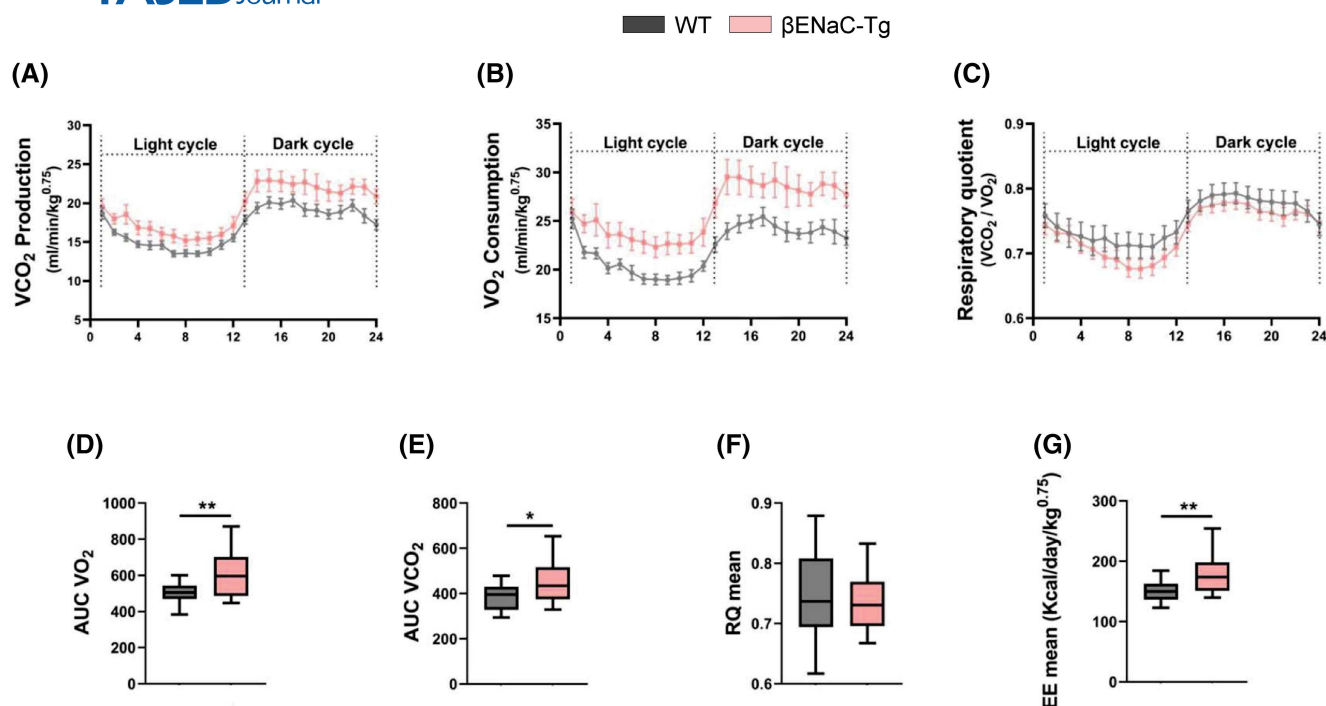 Journal
WT βENaC-Tg
(A)
(B)
(C)
VCO2 Production
(ml/min/kg0.75)
30
25
20
15
10
5
Light cycle Dark cycle
0 4 8 12 16 20 24
VO2 Consumption
(ml/min/kg0.75)
35
30
25
20
15
Light cycle Dark cycle
0 4 8 12 16 20 24
Respiratory quotient
(VCO2 / VO2)
0.9
0.8
0.7
0.6
Light cycle Dark cycle
0 4 8 12 16 20 24
(D)
(E)
(F)
(G)
AUC VO2
1000
800
600
400
200
0
**
AUC VCO2
800
600
400
200
0
*
RQ mean
0.9
0.8
0.7
0.6
EE mean (Kcal/day/kg0.75)
300
200
100
0
**